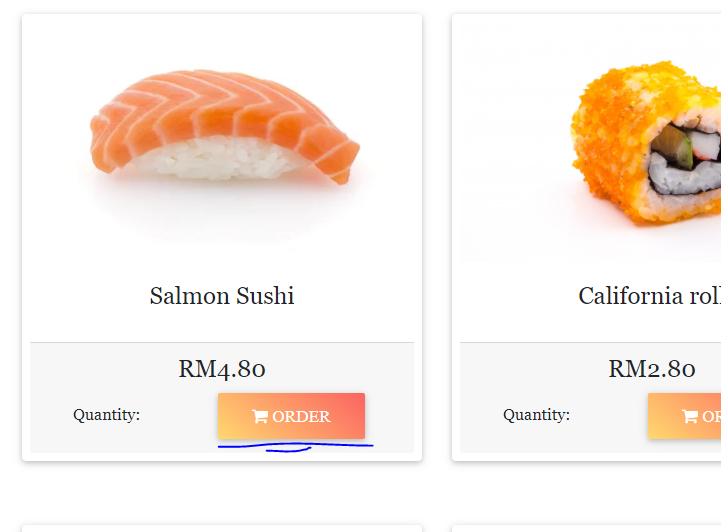 Salmon Sushi
RM4.80
Quantity:
ORDER
California roll
RM2.80
Quantity: